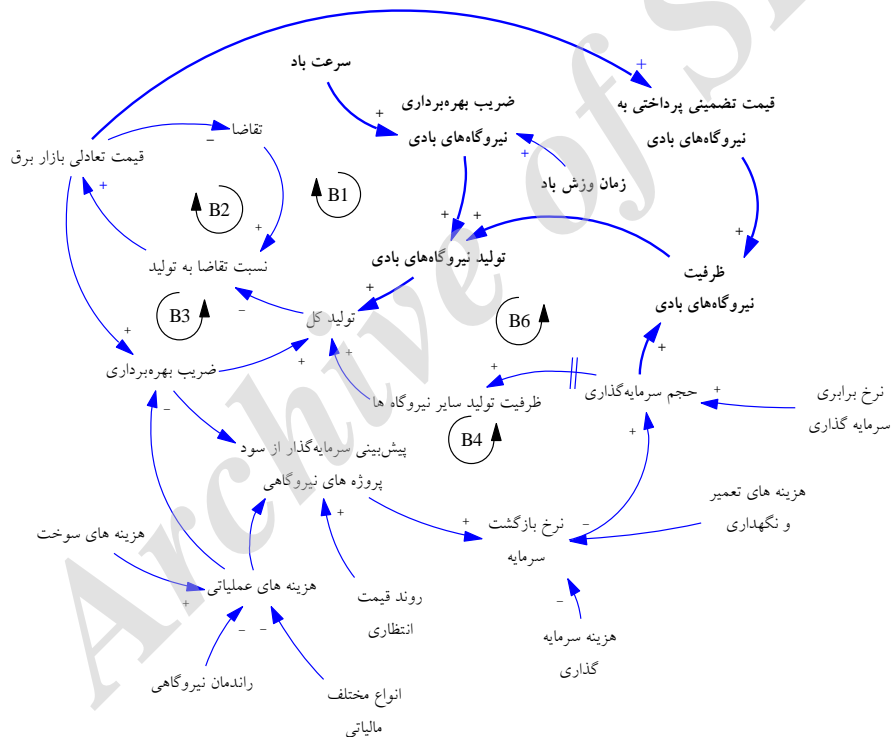 سرعت باد
ضریب بهره‌برداری
نیروگاه‌های بادی
قیمت تضمینی پرداختی به
نیروگاه‌های بادی
تقاضا
قیمت تعادلی بازار برق
زمان وزش باد
B2
B1
نسبت تقاضا به تولید
تولید نیروگاه‌های بادی
ظرفیت
نیروگاه‌های بادی
B3
تولید کل
B6
ضریب بهره‌برداری
ظرفیت تولید سایر نیروگاه ها
حجم سرمایه‌گذاری
نرخ برابری
سرمایه گذاری
B4
پیش‌بینی سرمایه‌گذار از سود
پروژه های نیروگاهی
هزینه های تعمیر
و نگهداری
نرخ بازگشت
سرمایه
هزینه های سوخت
هزینه های عملیاتی
روند قیمت
انتظاری
هزینه سرمایه
گذاری
راندمان نیروگاهی
انواع مختلف
مالیاتی
Archive of S